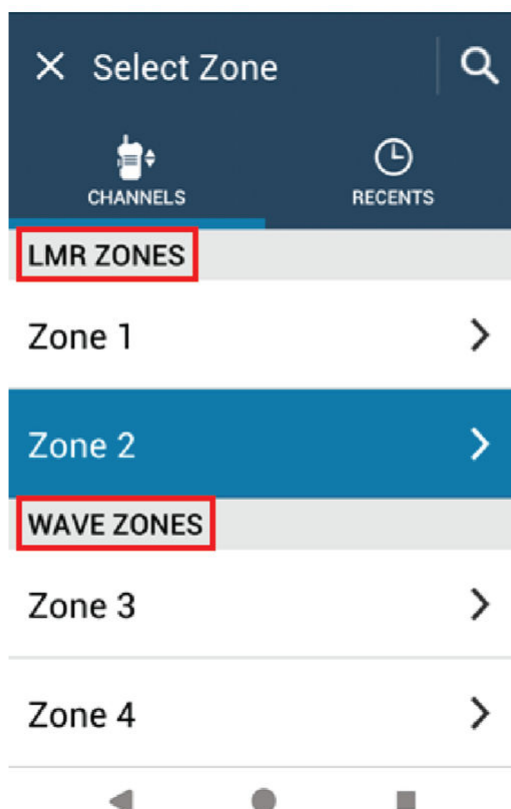 Select Zone
CHANNELS RECENTS
LMR ZONES
Zone 1
Zone 2
WAVE ZONES
Zone 3
Zone 4